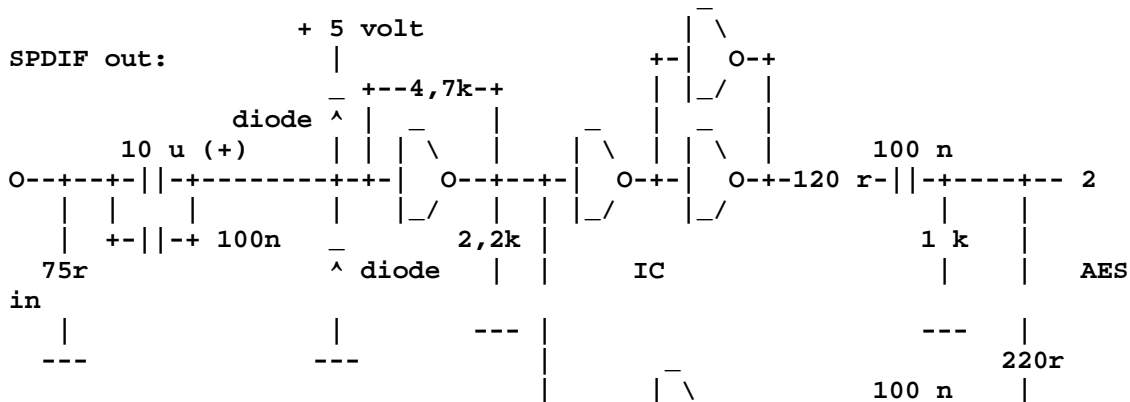 + 5 volt
SPDIF out:
4,7k
diode
10 u (+)
100 n
120 r
2
100n
2,2k
1 k
75r
diode
IC
AES
in
220r
100 n